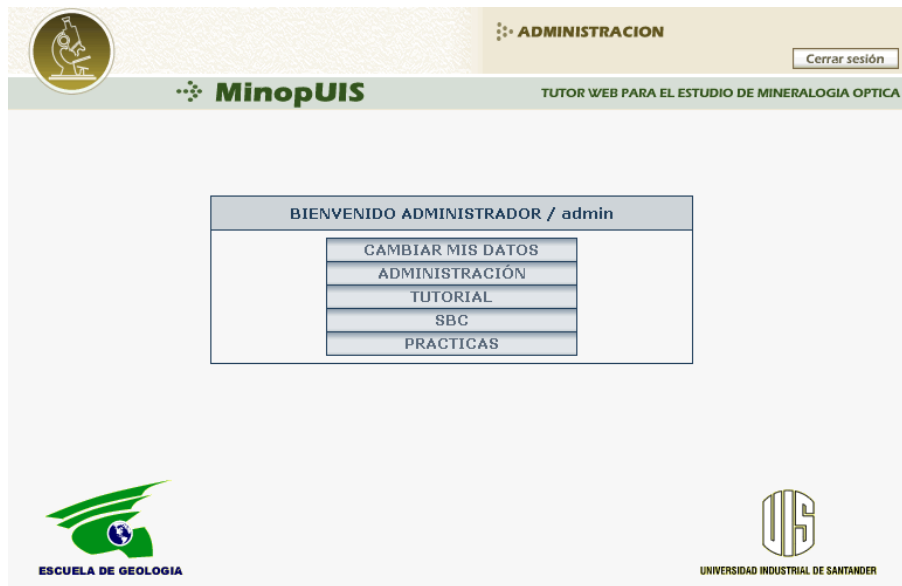 ADMINISTRACION
Cerrar sesión
MinopUIS
TUTOR WEB PARA EL ESTUDIO DE MINERALOGIA OPTICA
BIENVENIDO ADMINISTRADOR / admin
CAMBIAR MIS DATOS
ADMINISTRACIÓN
TUTORIAL
SBC
PRACTICAS
ESCUELA DE GEOLOGIA
UIS
UNIVERSIDAD INDUSTRIAL DE SANTANDER